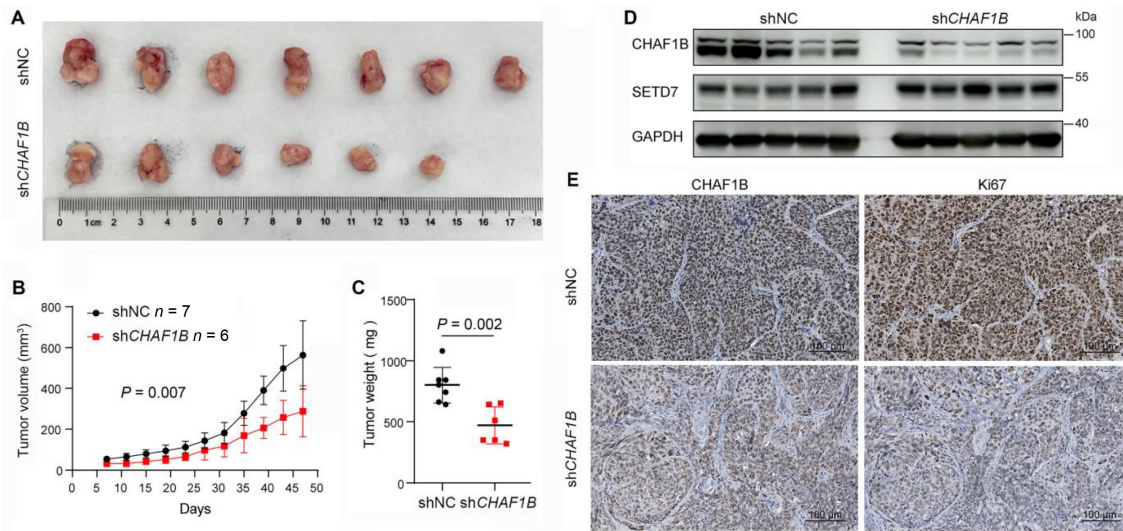 A
shNC
shCHAF1B
0 1cm 2 3 4 5 6 7 8 9 10 11 12 13 14 15 16 17 18
B
800
600
400
200
0
Tumor volume (mm³)
shNC n = 7
shCHAF1B n = 6
P = 0.007
0 5 10 15 20 25 30 35 40 45 50
Days
C
1500
1000
500
0
Tumor weight ( mg )
P = 0.002
shNC shCHAF1B
D
shNC shCHAF1B kDa
CHAF1B
100
SETD7
55
GAPDH
40
E
CHAF1B Ki67
shNC
100 µm 100 µm
shCHAF1B
100 µm 100 µm